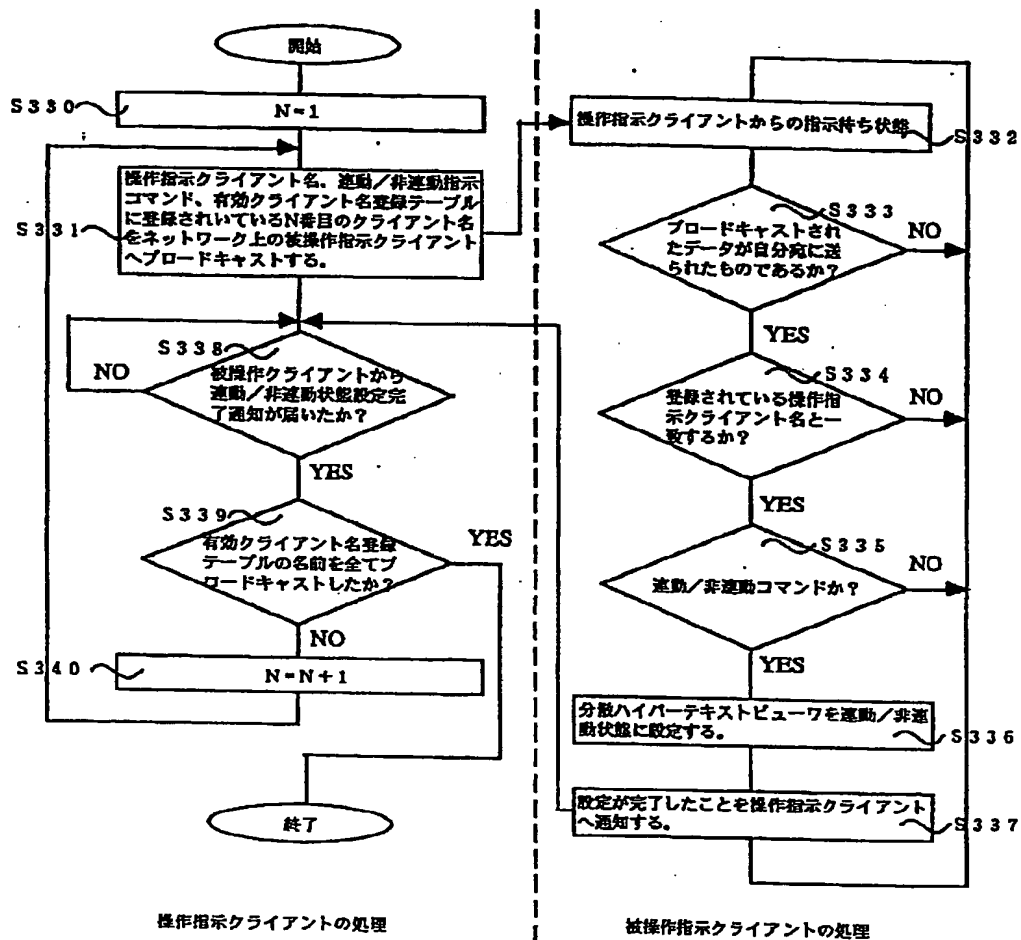 開始
S330
N=1
操作指示クライアント名、連動/非連動指示
コマンド、有効クライアント名登録テーブル
に登録されいているN番目のクライアント名
をネットワーク上の被操作指示クライアント
へブロードキャストする。
S331
S338
被操作クライアントから
連動/非連動状態設定完
了通知が届いたか?
NO
YES
S339
有効クライアント名登録
テーブルの名前を全てブ
ロードキャストしたか?
YES
NO
S340
N=N+1
終了
操作指示クライアントの処理
操作指示クライアントからの指示待ち状態
S332
S333
ブロードキャストされ
たデータが自分宛に送
られたものであるか?
NO
YES
S334
登録されている操作指
示クライアント名と一
致するか?
NO
YES
S335
連動/非連動コマンドか?
NO
YES
分散ハイパーテキストビューワを連動/非連
動状態に設定する。
S336
設定が完了したことを操作指示クライアント
へ通知する。
S337
被操作指示クライアントの処理